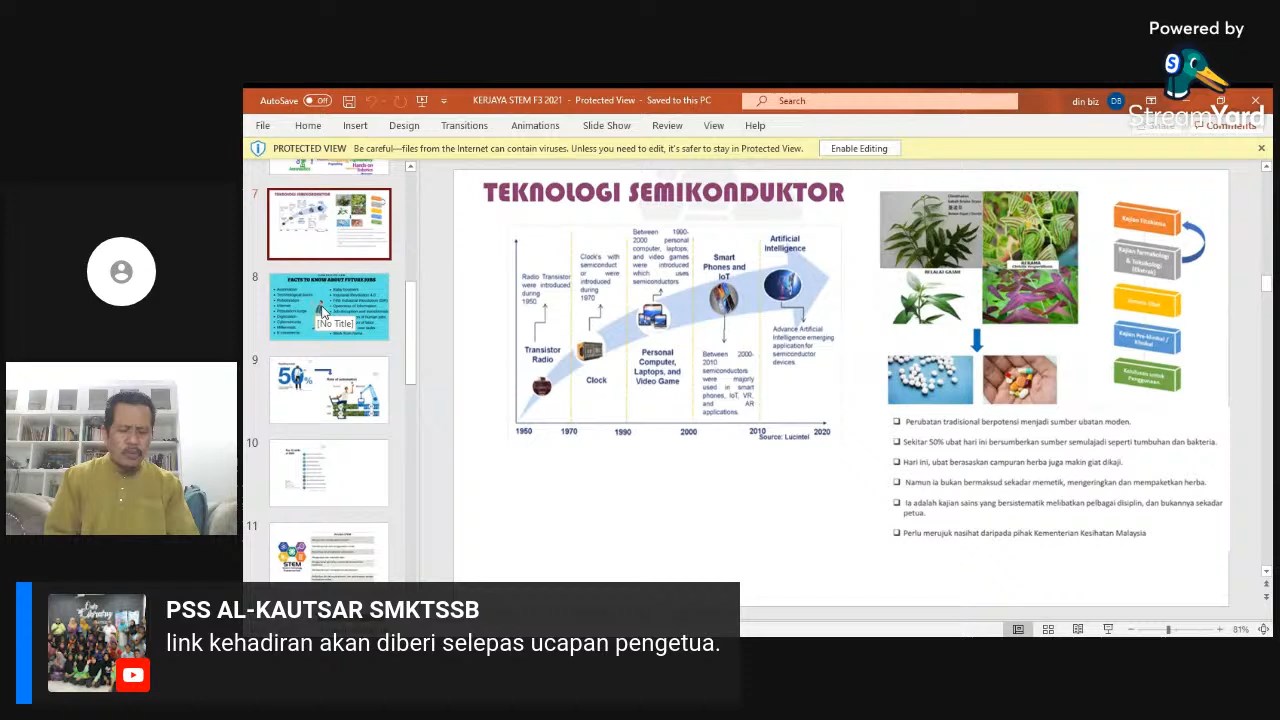 Powered by
StreamYard
AutoSave Off
KERJAYA STEM F3 2021 - Protected View - Saved to this PC
Search
din biz DB
File Home Insert Design Transitions Animations Slide Show Review View Help
Share Comments
PROTECTED VIEW Be careful—files from the Internet can contain viruses. Unless you need to edit, it's safer to stay in Protected View. Enable Editing
7
8
FACTS TO KNOW ABOUT FUTURE JOBS
[No Title]
9
50%
10
11
STEM
TEKNOLOGI SEMIKONDUKTOR
Radio Transistor were introduced during 1950
Clock's with semiconduct or were introduced during 1970
Between 1990-2000 personal computer, laptops, and video games were introduced which uses semiconductors
Smart Phones and IoT
Artificial Intelligence
Transistor Radio
Clock
Personal Computer, Laptops, and Video Game
Between 2000-2010 semiconductors were majorly used in smart phones, IoT, VR, and AR applications.
Advance Artificial Intelligence emerging application for semiconductor devices.
1950 1970 1990 2000 2010 2020
Source: Lucintel
BELALAI GAJAH
Perubatan tradisional berpotensi menjadi sumber ubatan moden.
Sekitar 50% ubat hari ini bersumberkan sumber semulajadi seperti tumbuhan dan bakteria.
Hari ini, ubat berasaskan campuran herba juga makin giat dikaji.
Namun ia bukan bermaksud sekadar memetik, mengeringkan dan mempaketkan herba.
Ia adalah kajian sains yang bersistematik melibatkan pelbagai disiplin, dan bukannya sekadar petua.
Perlu merujuk nasihat daripada pihak Kementerian Kesihatan Malaysia
81%
PSS AL-KAUTSAR SMKTSSB
link kehadiran akan diberi selepas ucapan pengetua.